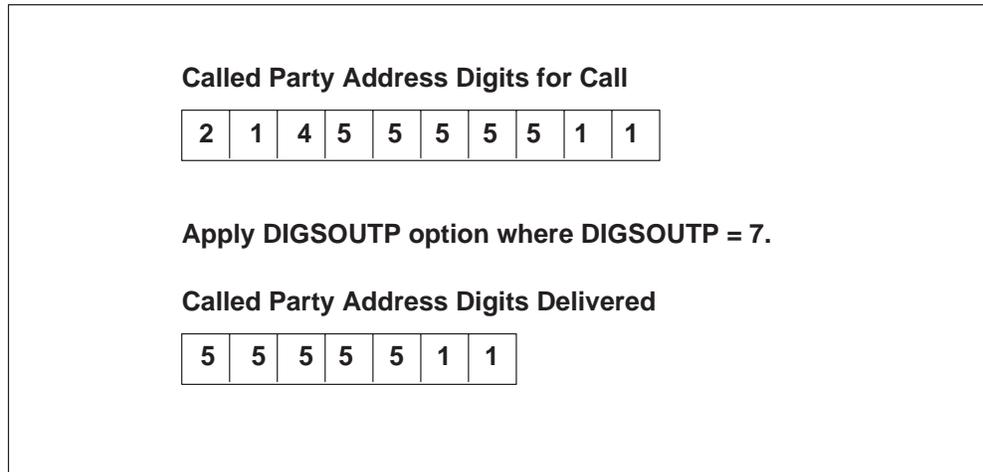 Called Party Address Digits for Call
2 1 4 5 5 5 5 5 1 1
Apply DIGSOUTP option where DIGSOUTP = 7.
Called Party Address Digits Delivered
5 5 5 5 5 1 1